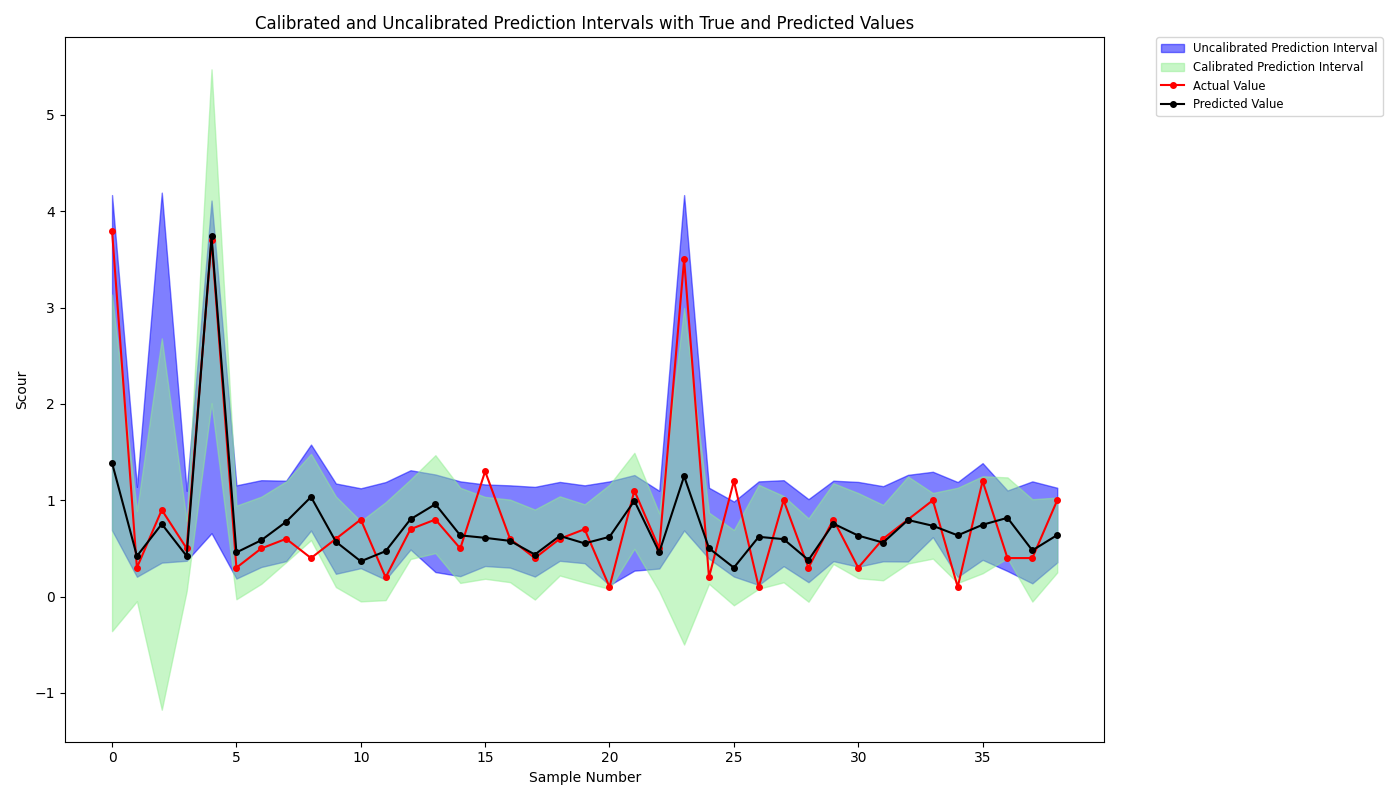 Calibrated and Uncalibrated Prediction Intervals with True and Predicted Values
Uncalibrated Prediction Interval
Calibrated Prediction Interval
Actual Value
Predicted Value
Scour
5
4
3
2
1
0
−1
0 5 10 15 20 25 30 35
Sample Number